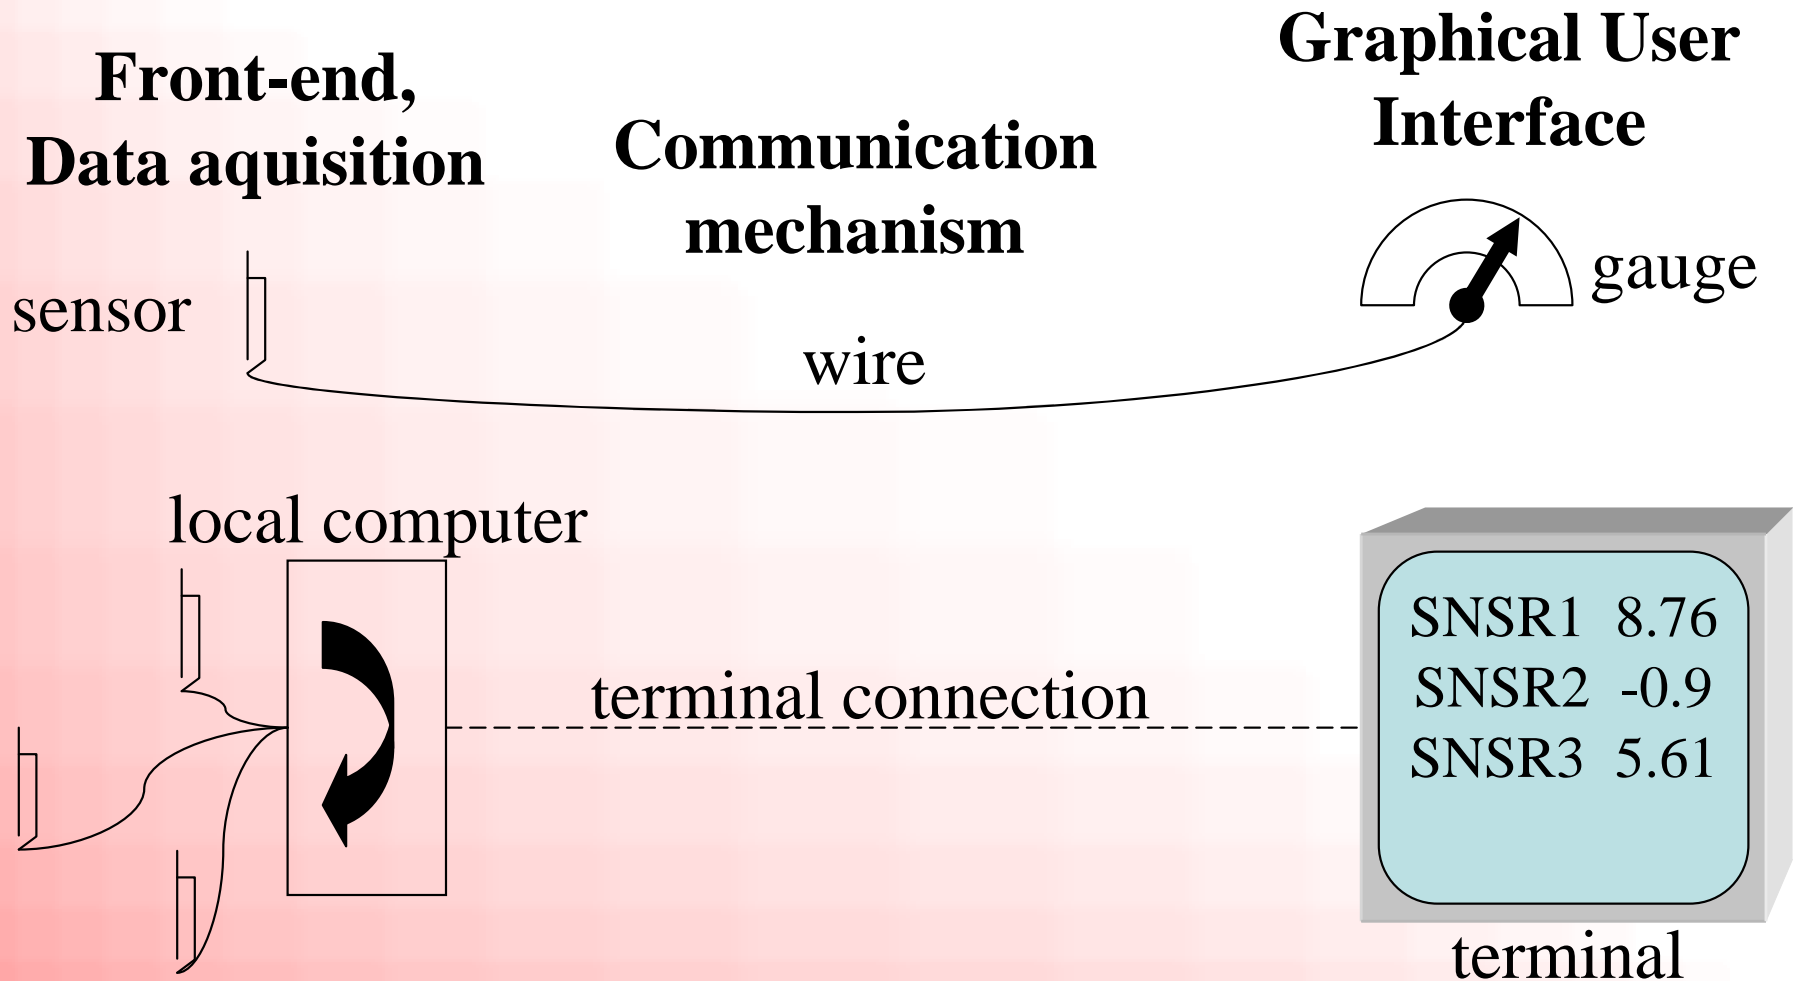 Front-end,
Data aquisition
Communication
mechanism
Graphical User
Interface
sensor
wire
gauge
local computer
terminal connection
SNSR1 8.76
SNSR2 -0.9
SNSR3 5.61
terminal